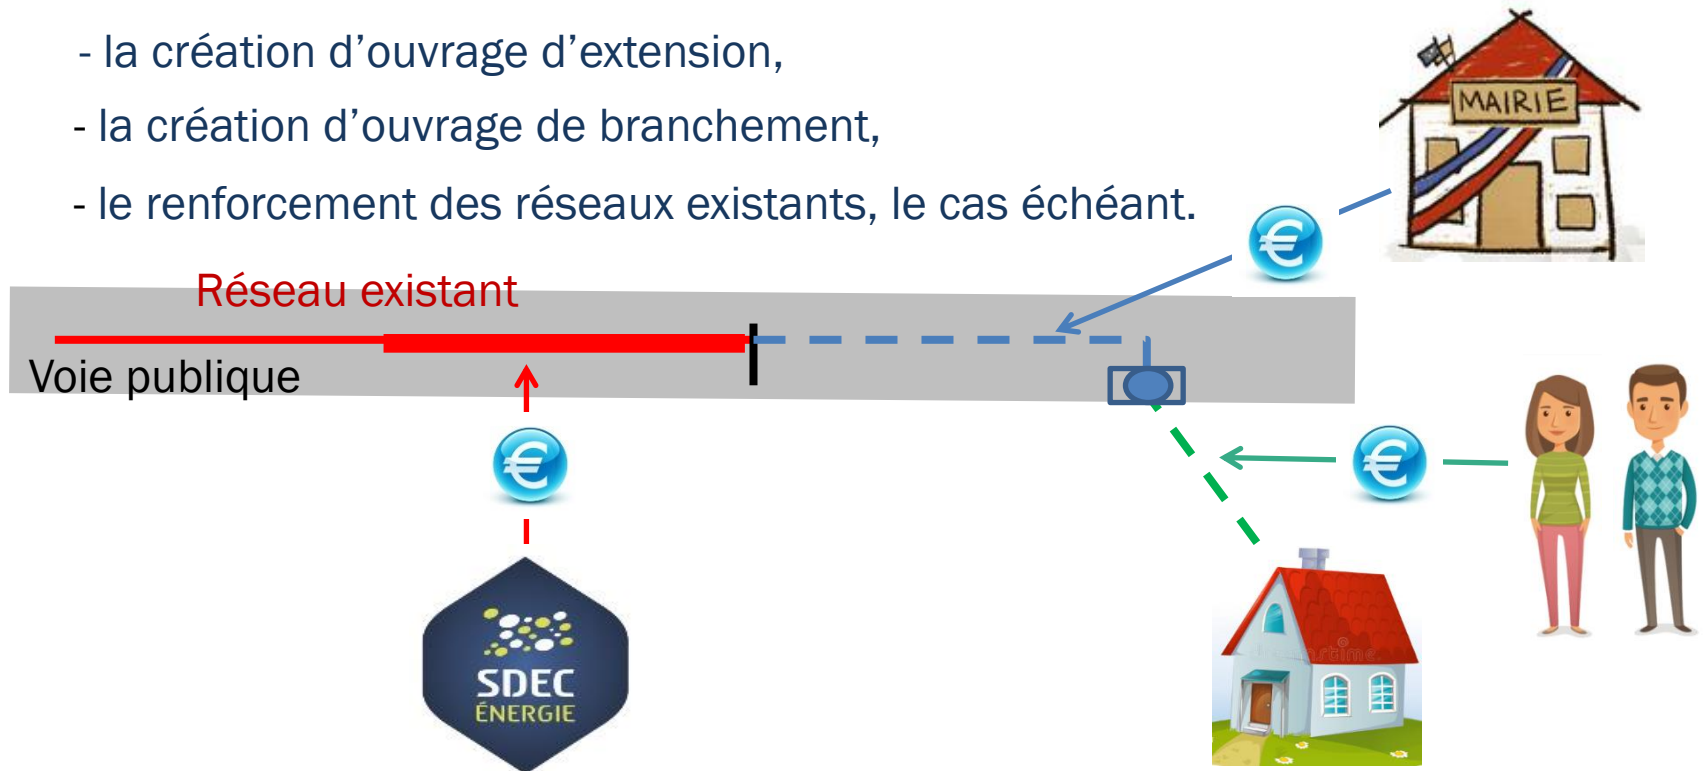 - la création d’ouvrage d’extension,
- la création d’ouvrage de branchement,
- le renforcement des réseaux existants, le cas échéant.
MAIRIE
Réseau existant
Voie publique
SDEC
ÉNERGIE